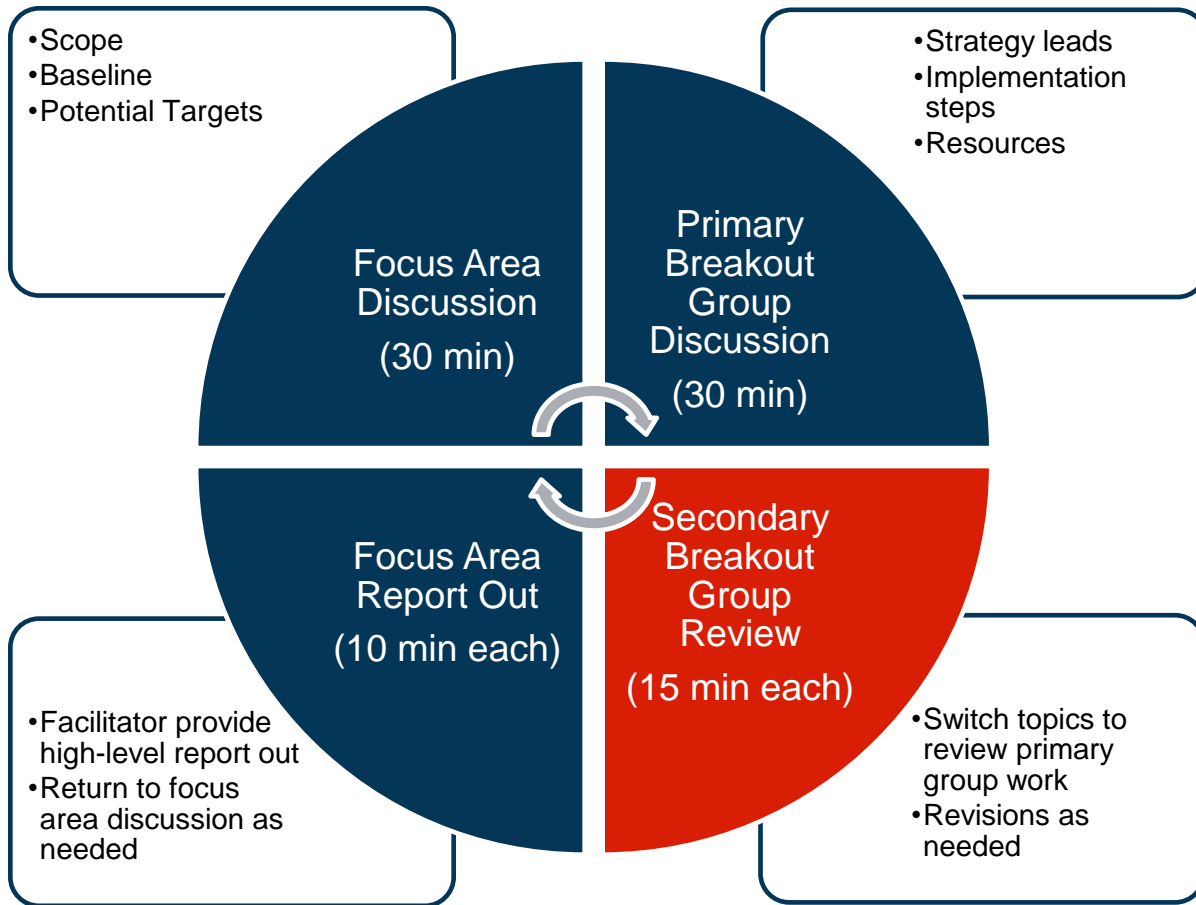 •Scope
•Baseline
•Potential Targets
•Strategy leads
•Implementation
steps
•Resources
Focus Area
Discussion
(30 min)
Primary
Breakout
Group
Discussion
(30 min)
Focus Area
Report Out
(10 min each)
Secondary
Breakout
Group
Review
(15 min each)
•Facilitator provide
high-level report out
•Return to focus
area discussion as
needed
•Switch topics to
review primary
group work
•Revisions as
needed